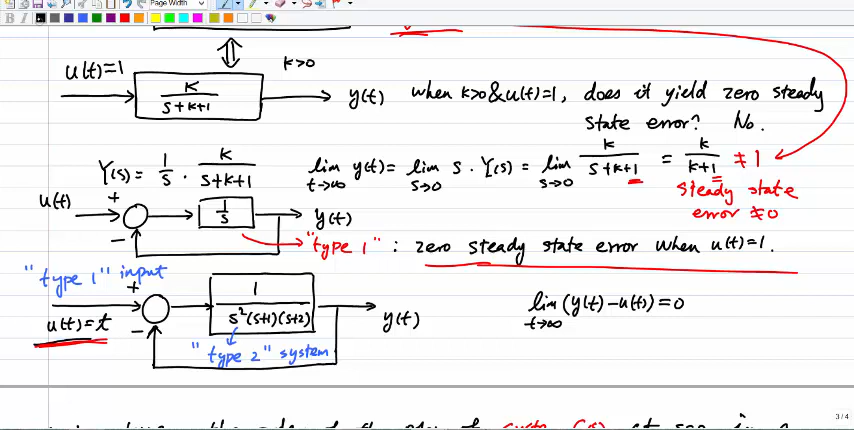 Page Width
B I
k>0
u(t)=1
k
s+k+1
y(t)
when k>0 & u(t)=1, does it yield zero steady
state error? No.
Y(s) = 1/s · k/(s+k+1)
lim t→∞ y(t) = lim s→0 s · Y(s) = lim s→0 k/(s+k+1) = k/(k+1) ≠ 1
steady state
error ≠ 0
u(t)
+
−
1/s
y(t)
"type 1" : zero steady state error when u(t)=1.
"type 1" input
+
−
u(t)=t
1
s²(s+1)(s+2)
y(t)
"type 2" system
lim t→∞ (y(t)−u(t)) = 0
3 / 4